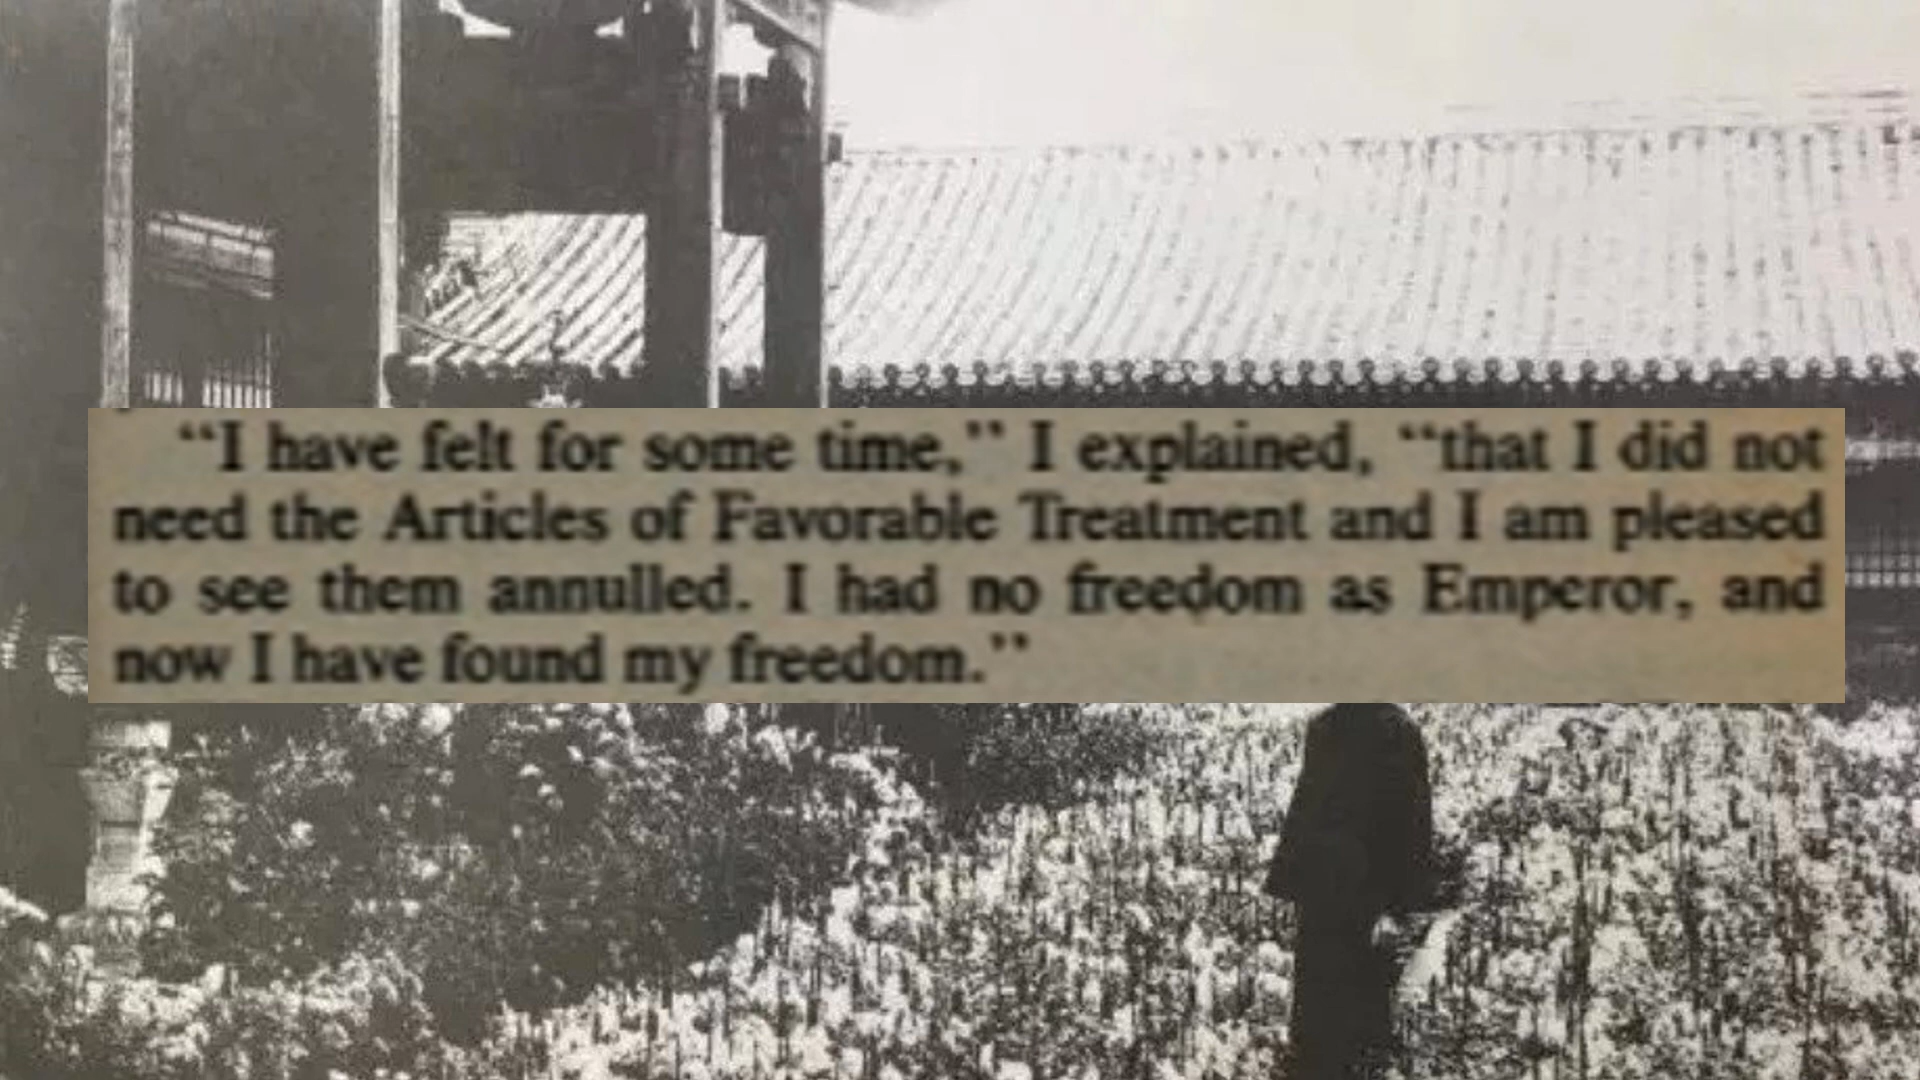 “I have felt for some time,” I explained, “that I did not
need the Articles of Favorable Treatment and I am pleased
to see them annulled. I had no freedom as Emperor, and
now I have found my freedom.”